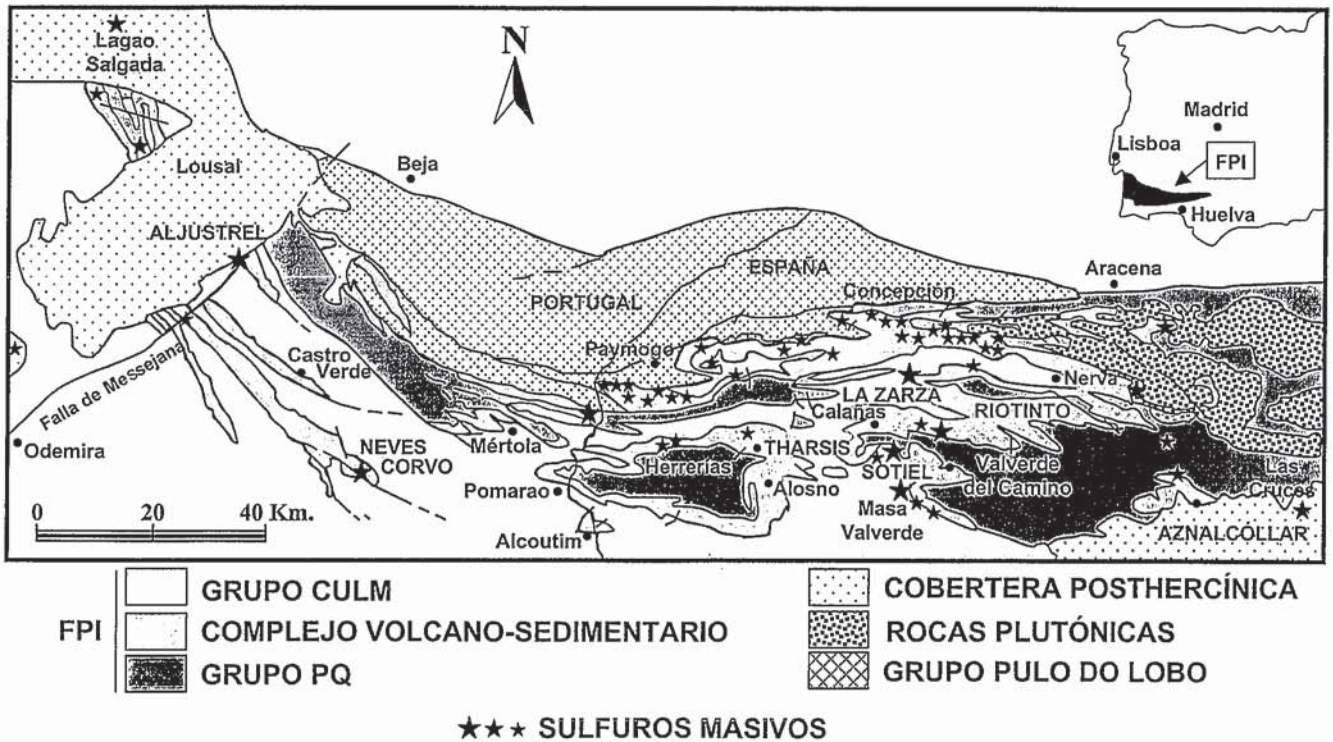 Lagao
Salgada
N
Madrid
Lisboa
FPI
Huelva
Lousal
Beja
ALJUSTREL
ESPAÑA
Aracena
PORTUGAL
Concepción
Paymogo
Castro
Verde
Falla de Messejana
LA ZARZA
Nerva
Calañas
RIOTINTO
Odemira
NEVES
CORVO
Mértola
THARSIS
Herrerías
SOTIEL
Valverde
del Camino
Las
Cruces
Pomarao
Alosno
Masa
Valverde
AZNALCÓLLAR
0 20 40 Km.
Alcoutim
FPI
GRUPO CULM
COMPLEJO VOLCANO-SEDIMENTARIO
GRUPO PQ
COBERTERA POSTHERCÍNICA
ROCAS PLUTÓNICAS
GRUPO PULO DO LOBO
SULFUROS MASIVOS